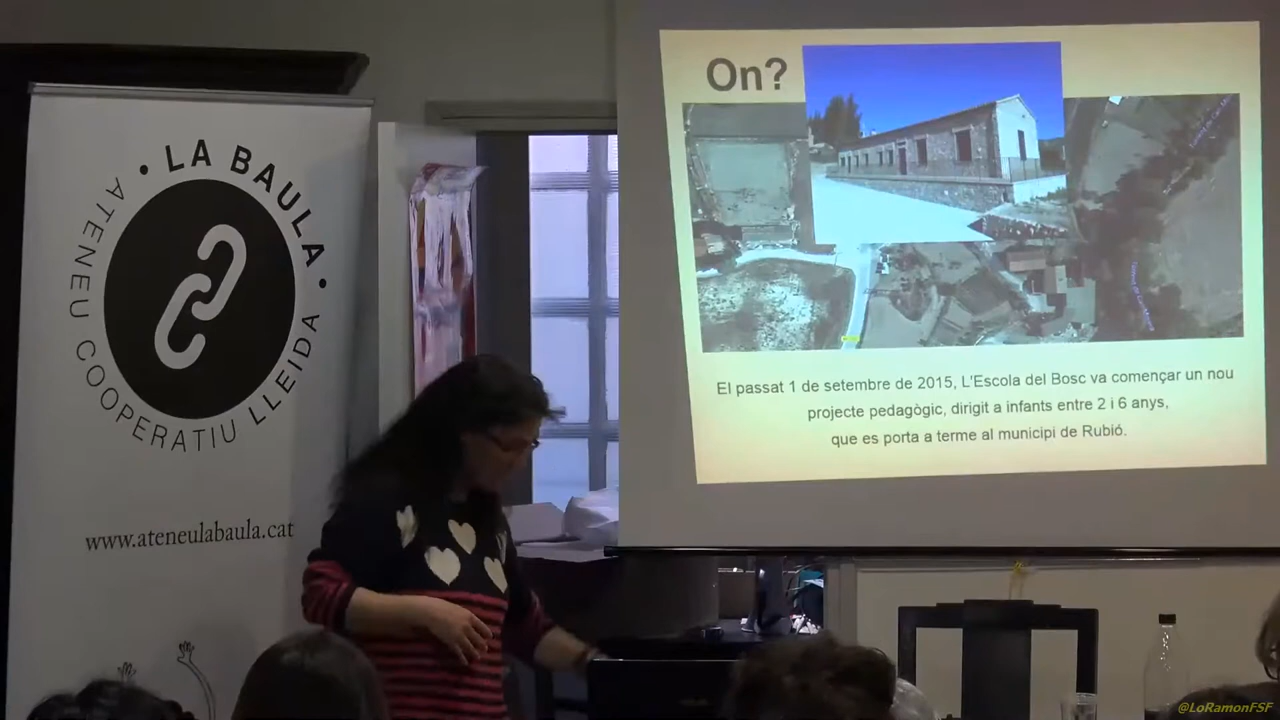 • LA BAULA •
ATENEU COOPERATIU LLEIDA
www.ateneulabaula.cat
On?
El passat 1 de setembre de 2015, L'Escola del Bosc va començar un nou
projecte pedagògic, dirigit a infants entre 2 i 6 anys,
que es porta a terme al municipi de Rubió.
@LoRamonFSF